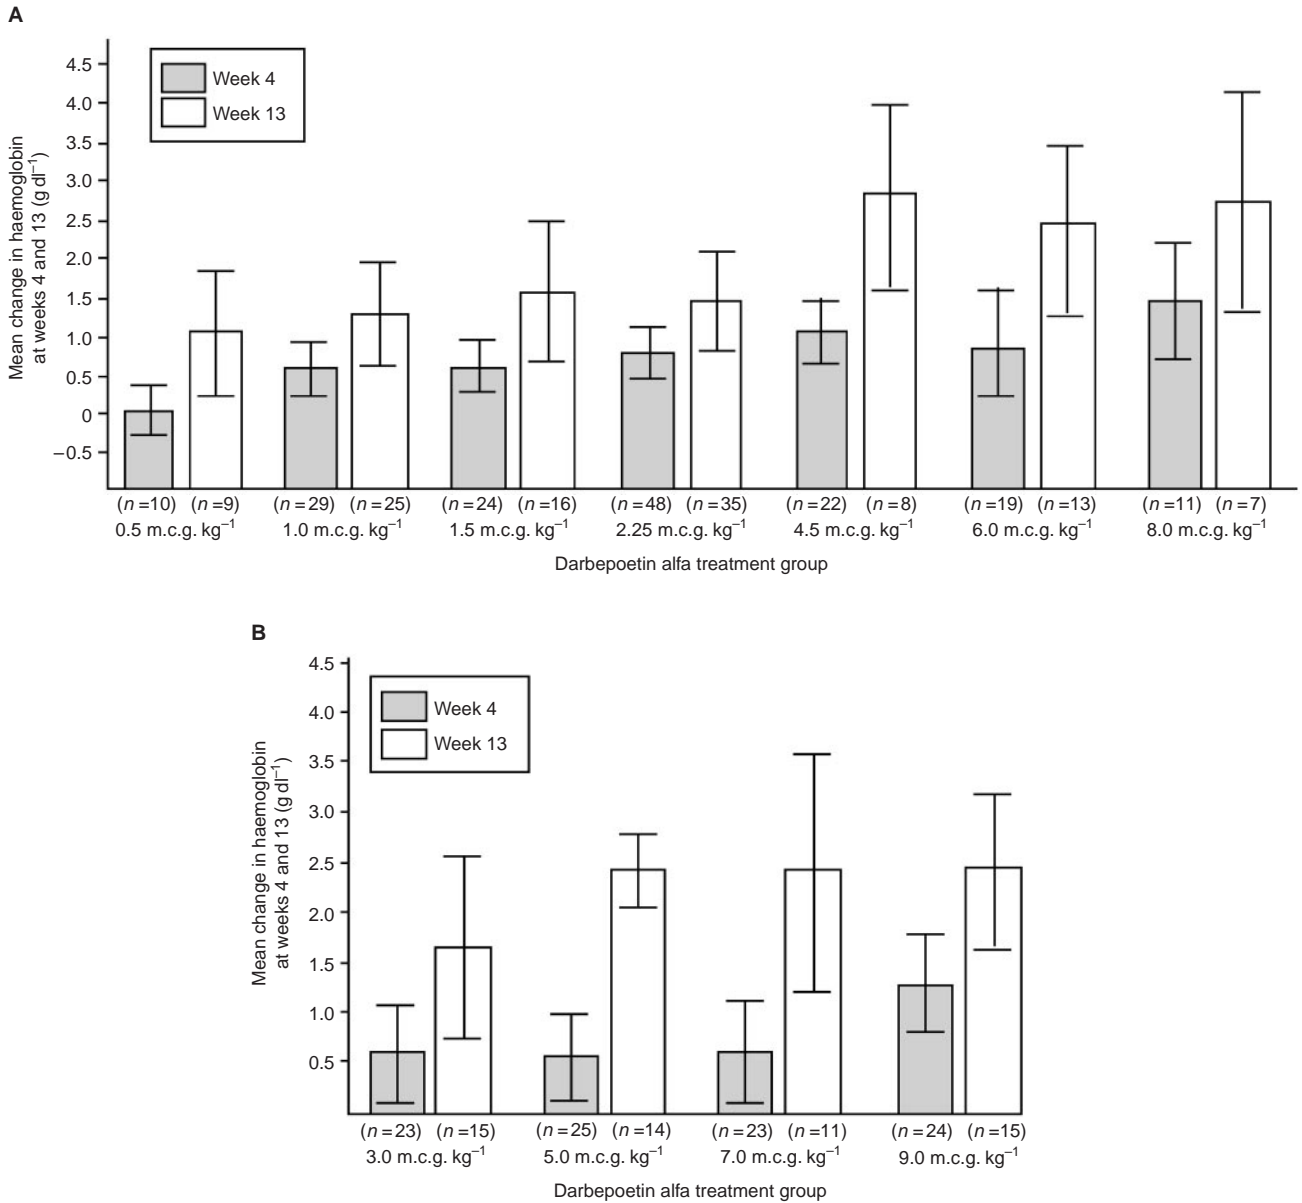 A
Mean change in haemoglobin
at weeks 4 and 13 (g dl⁻¹)
4.5
4.0
3.5
3.0
2.5
2.0
1.5
1.0
0.5
0
−0.5
Week 4
Week 13
(n =10) (n =9) (n =29) (n =25) (n =24) (n =16) (n =48) (n =35) (n =22) (n =8) (n =19) (n =13) (n =11) (n =7)
0.5 m.c.g. kg⁻¹ 1.0 m.c.g. kg⁻¹ 1.5 m.c.g. kg⁻¹ 2.25 m.c.g. kg⁻¹ 4.5 m.c.g. kg⁻¹ 6.0 m.c.g. kg⁻¹ 8.0 m.c.g. kg⁻¹
Darbepoetin alfa treatment group
B
Mean change in haemoglobin
at weeks 4 and 13 (g dl⁻¹)
4.5
4.0
3.5
3.0
2.5
2.0
1.5
1.0
0.5
Week 4
Week 13
(n =23) (n =15) (n =25) (n =14) (n =23) (n =11) (n =24) (n =15)
3.0 m.c.g. kg⁻¹ 5.0 m.c.g. kg⁻¹ 7.0 m.c.g. kg⁻¹ 9.0 m.c.g. kg⁻¹
Darbepoetin alfa treatment group